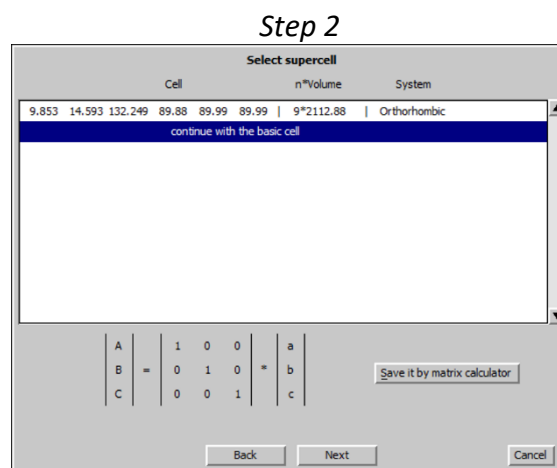 Step 2
Select supercell
Cell n*Volume System
9.853 14.593 132.249 89.88 89.99 89.99 | 9*2112.88 | Orthorhombic
continue with the basic cell
A 1 0 0 a
B = 0 1 0 * b
C 0 0 1 c
Save it by matrix calculator
Back Next Cancel